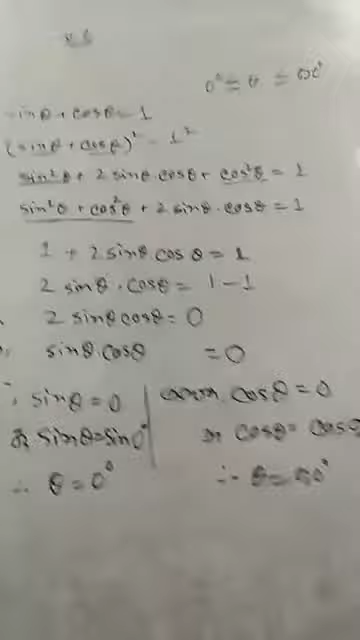 0° ≤ θ ≤ 90°
sinθ + cosθ = 1
(sinθ + cosθ)² = 1²
sin²θ + 2 sinθ.cosθ + cos²θ = 1
sin²θ + cos²θ + 2 sinθ.cosθ = 1
1 + 2 sinθ.cosθ = 1
2 sinθ.cosθ = 1 - 1
2 sinθ cosθ = 0
sinθ.cosθ = 0
∴ sinθ = 0 | cosθ = 0
বা sinθ = sin0° | বা cosθ = cos
∴ θ = 0° | ∴ θ = 90°